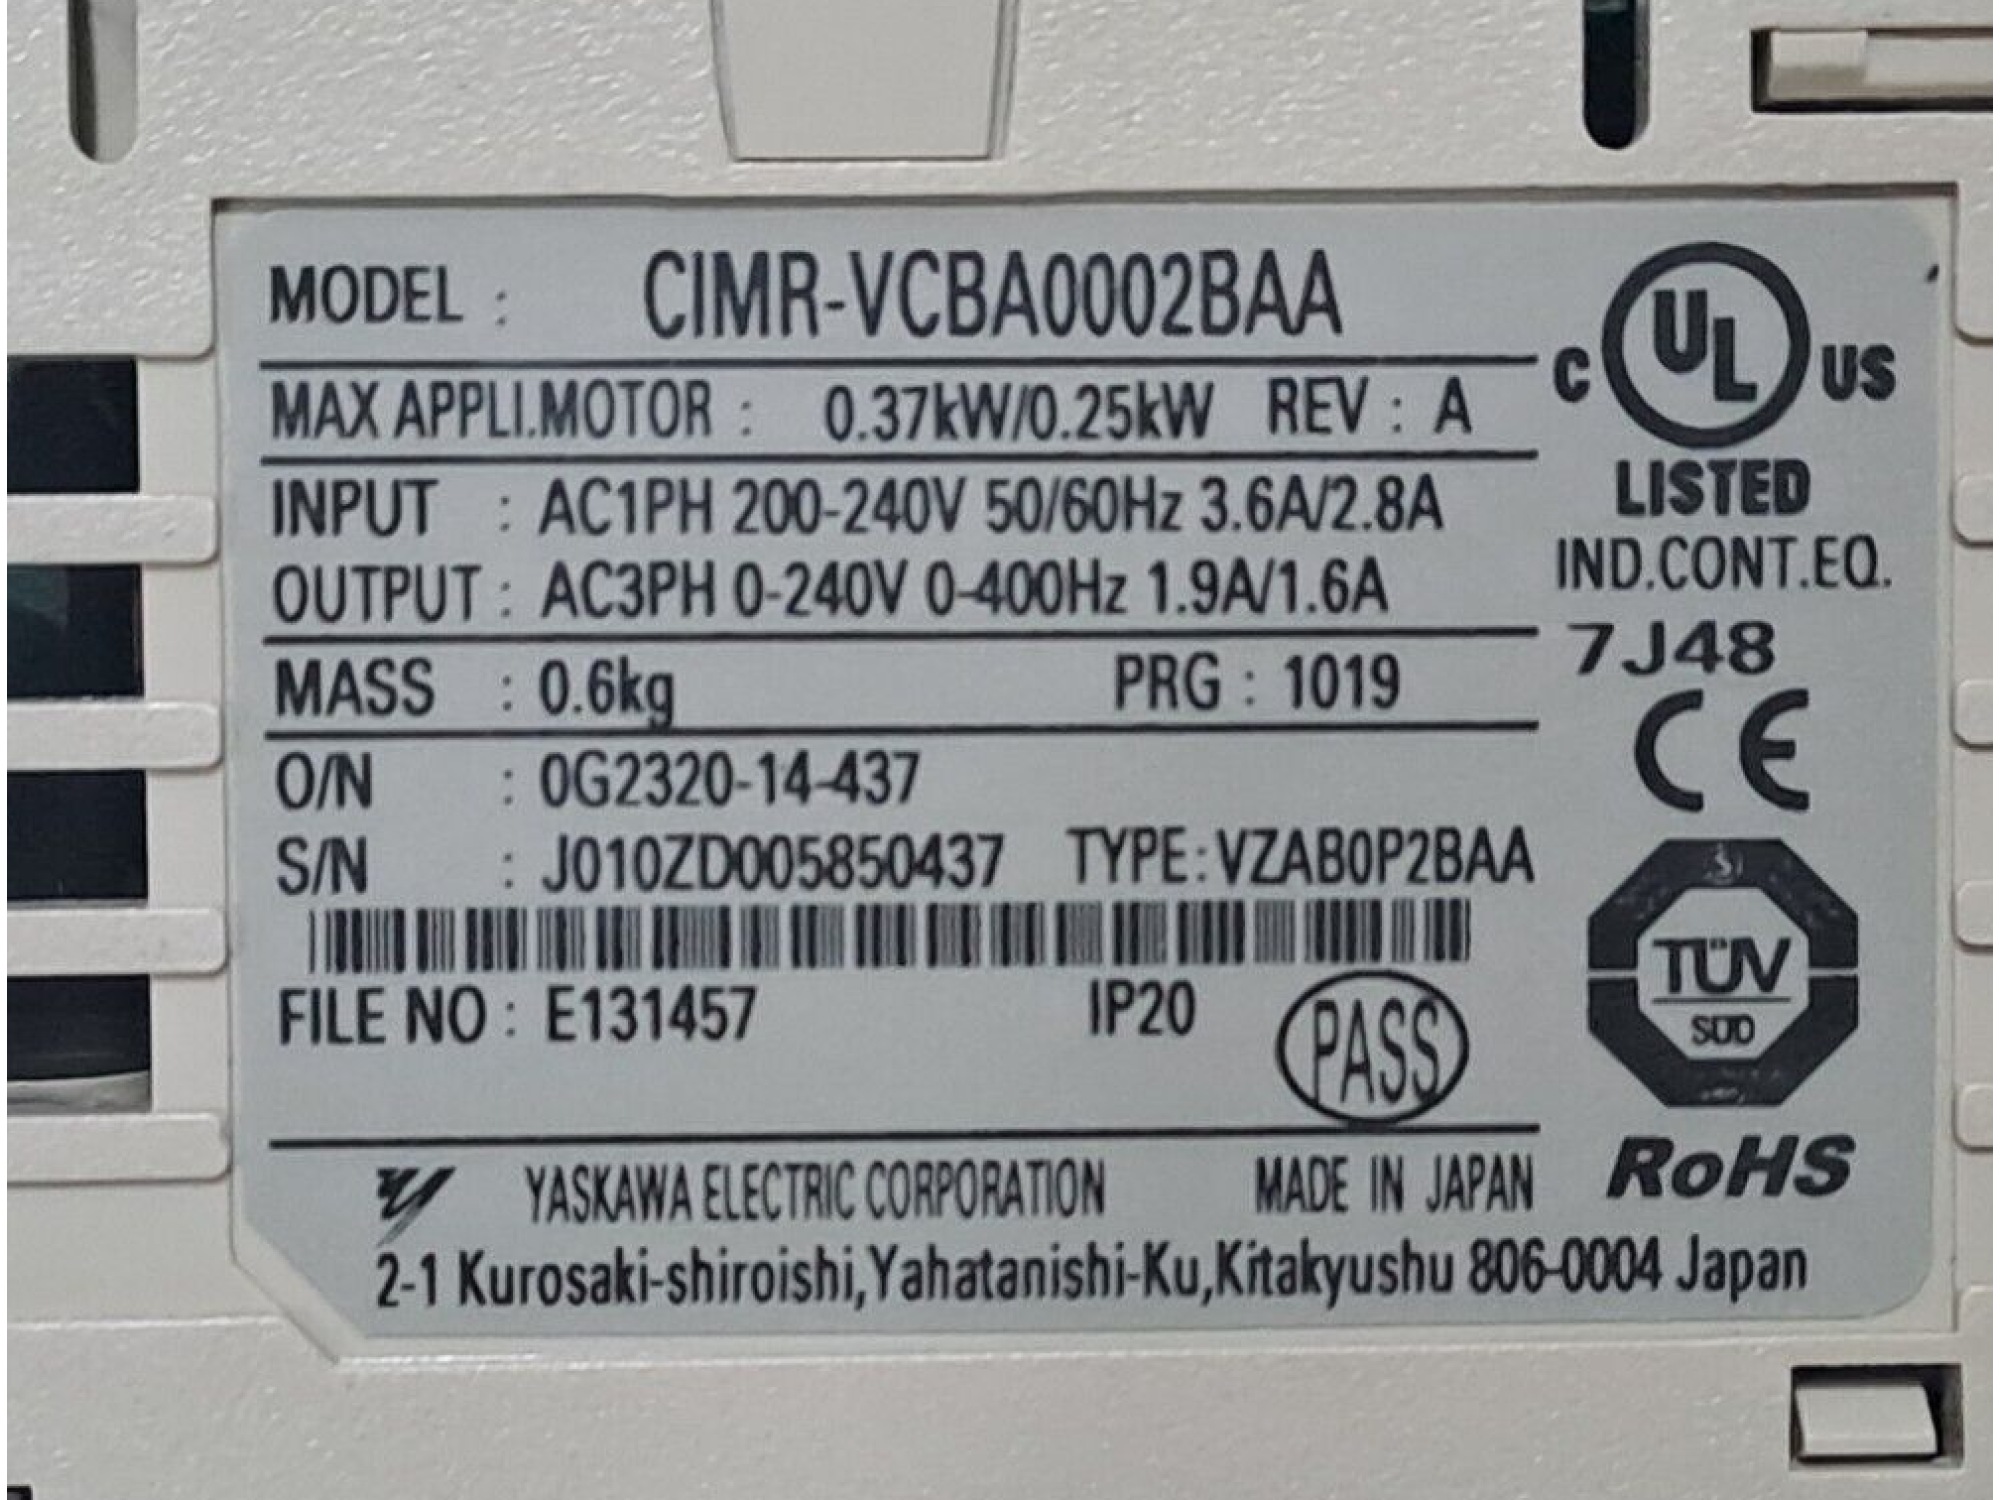 MODEL : CIMR-VCBA0002BAA
MAX APPLI.MOTOR : 0.37kW/0.25kW REV : A
INPUT : AC1PH 200-240V 50/60Hz 3.6A/2.8A
OUTPUT : AC3PH 0-240V 0-400Hz 1.9A/1.6A
MASS : 0.6kg PRG : 1019
O/N : 0G2320-14-437
S/N : J010ZD005850437 TYPE:VZAB0P2BAA
FILE NO : E131457 IP20 PASS
YASKAWA ELECTRIC CORPORATION MADE IN JAPAN
2-1 Kurosaki-shiroishi,Yahatanishi-Ku,Kitakyushu 806-0004 Japan
C UL US
LISTED
IND.CONT.EQ.
7J48
CE
TÜV
SÜD
RoHS